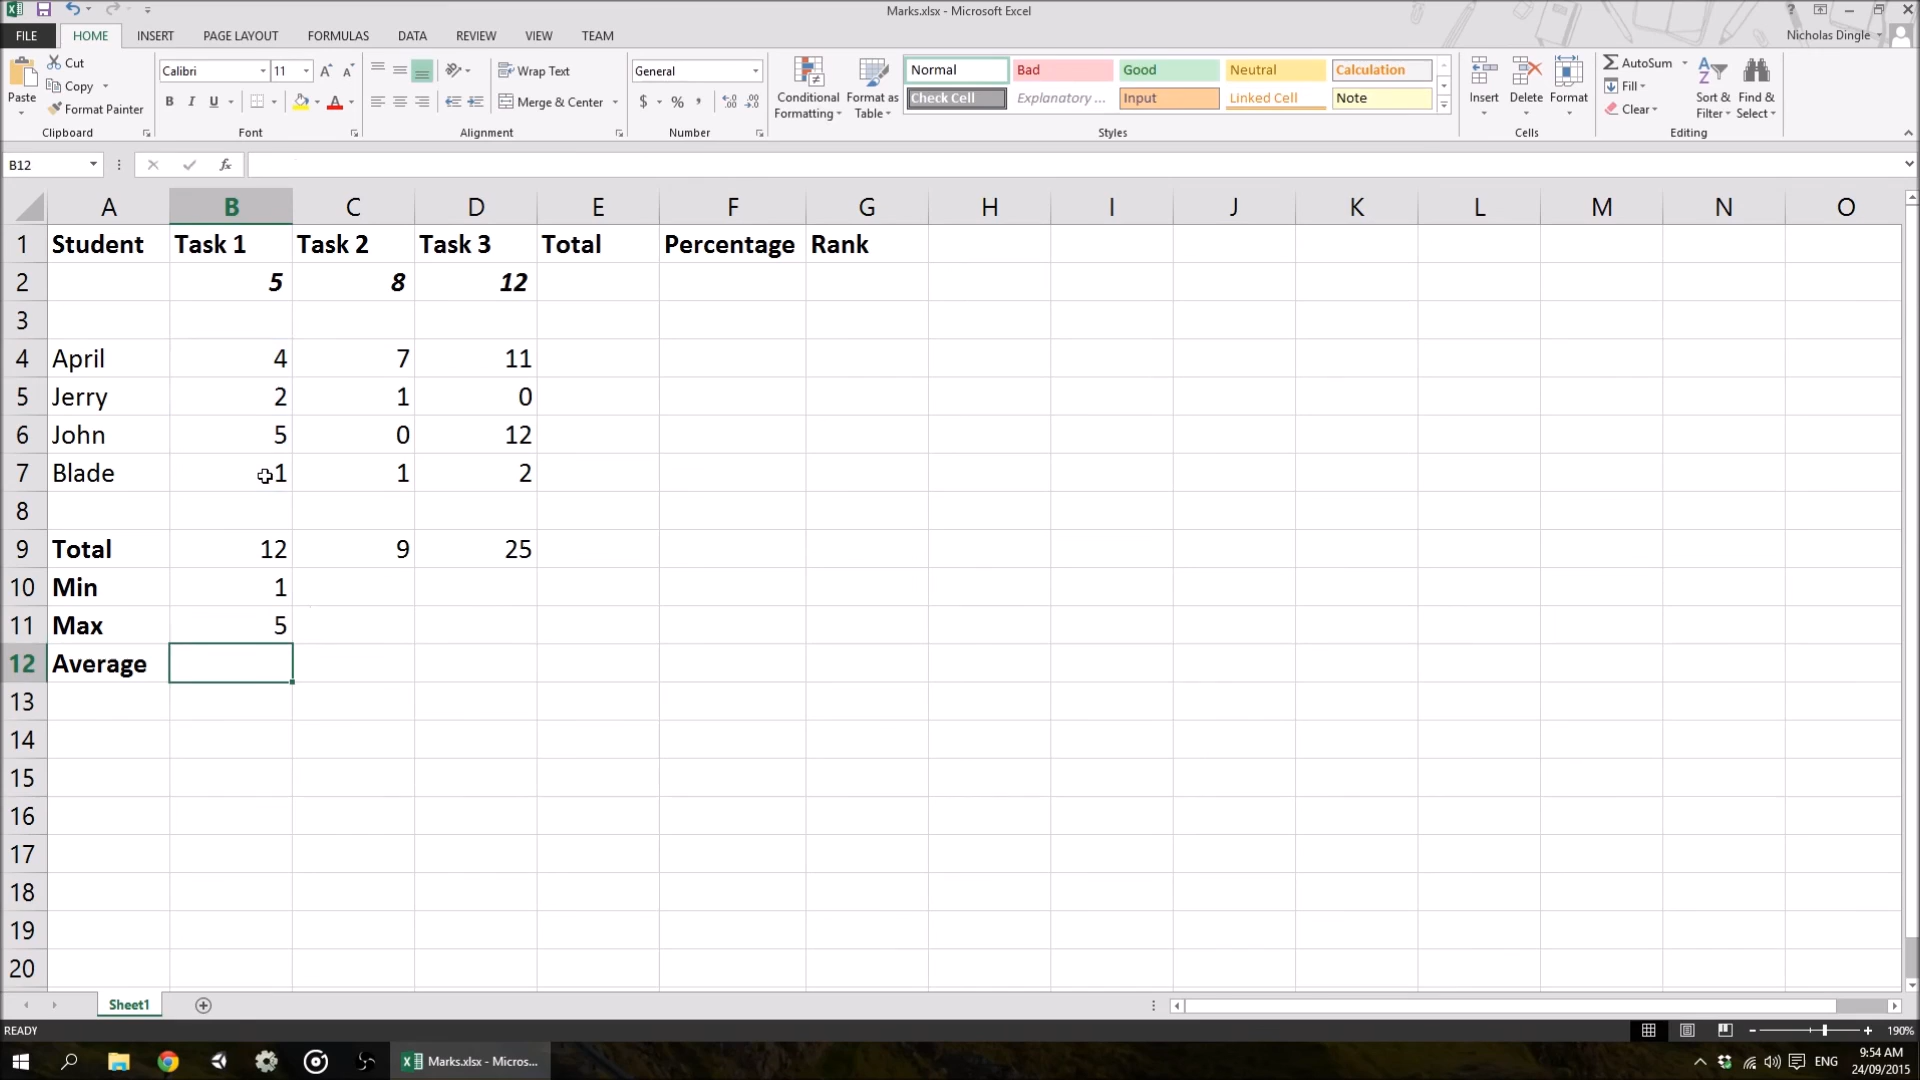 Marks.xlsx - Microsoft Excel
FILE HOME INSERT PAGE LAYOUT FORMULAS DATA REVIEW VIEW TEAM
Nicholas Dingle
Paste
Cut
Copy
Format Painter
Clipboard
Calibri 11
B I U
Font
Wrap Text
Merge & Center
Alignment
General
$ % ,
Number
Conditional Formatting
Format as Table
Normal Bad Good Neutral Calculation
Check Cell Explanatory ... Input Linked Cell Note
Styles
Insert Delete Format
Cells
AutoSum
Fill
Clear
Sort & Filter
Find & Select
Editing
B12
fx
A B C D E F G H I J K L M N O
1 Student Task 1 Task 2 Task 3 Total Percentage Rank
2 5 8 12
3
4 April 4 7 11
5 Jerry 2 1 0
6 John 5 0 12
7 Blade 1 1 2
8
9 Total 12 9 25
10 Min 1
11 Max 5
12 Average
13
14
15
16
17
18
19
20
Sheet1
READY
190%
Marks.xlsx - Micros...
ENG
9:54 AM
24/09/2015